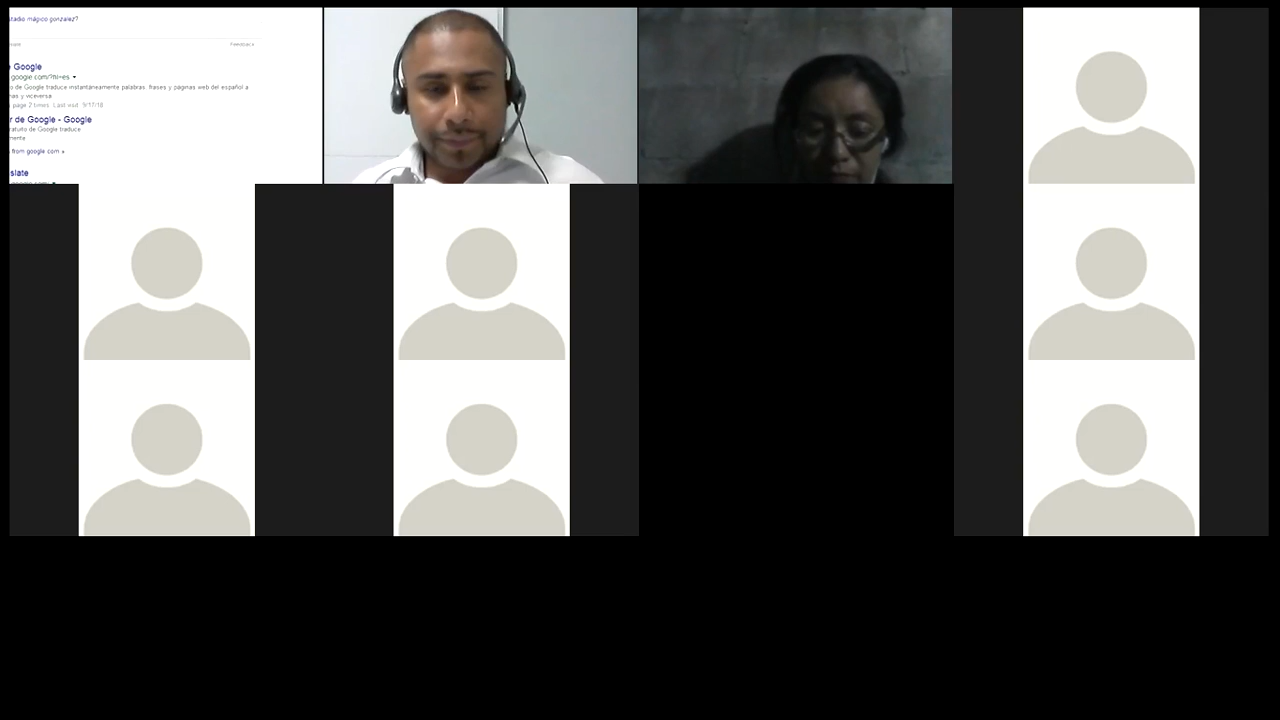 stadio mágico gonzalez?
Feedback
Google
google.com/?hl=es
o de Google traduce instantáneamente palabras, frases y páginas web del español a
y viceversa
page 2 times. Last visit: 9/17/18
r de Google - Google
ratuito de Google traduce
mente
from google.com »
slate